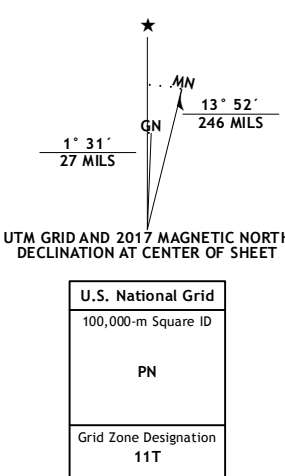 ★
MN
GN
13° 52´
246 MILS
1° 31´
27 MILS
UTM GRID AND 2017 MAGNETIC NORTH
DECLINATION AT CENTER OF SHEET
U.S. National Grid
100,000-m Square ID
PN
Grid Zone Designation
11T